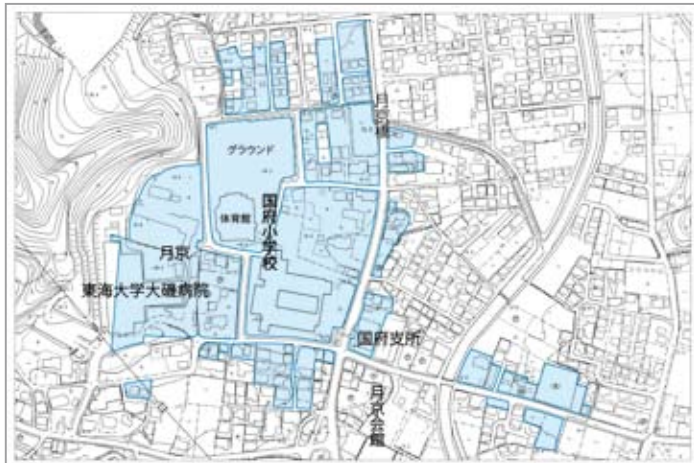 グラウンド
体育館
国府小学校
月京
東海大学大磯病院
国府支所
月京会館